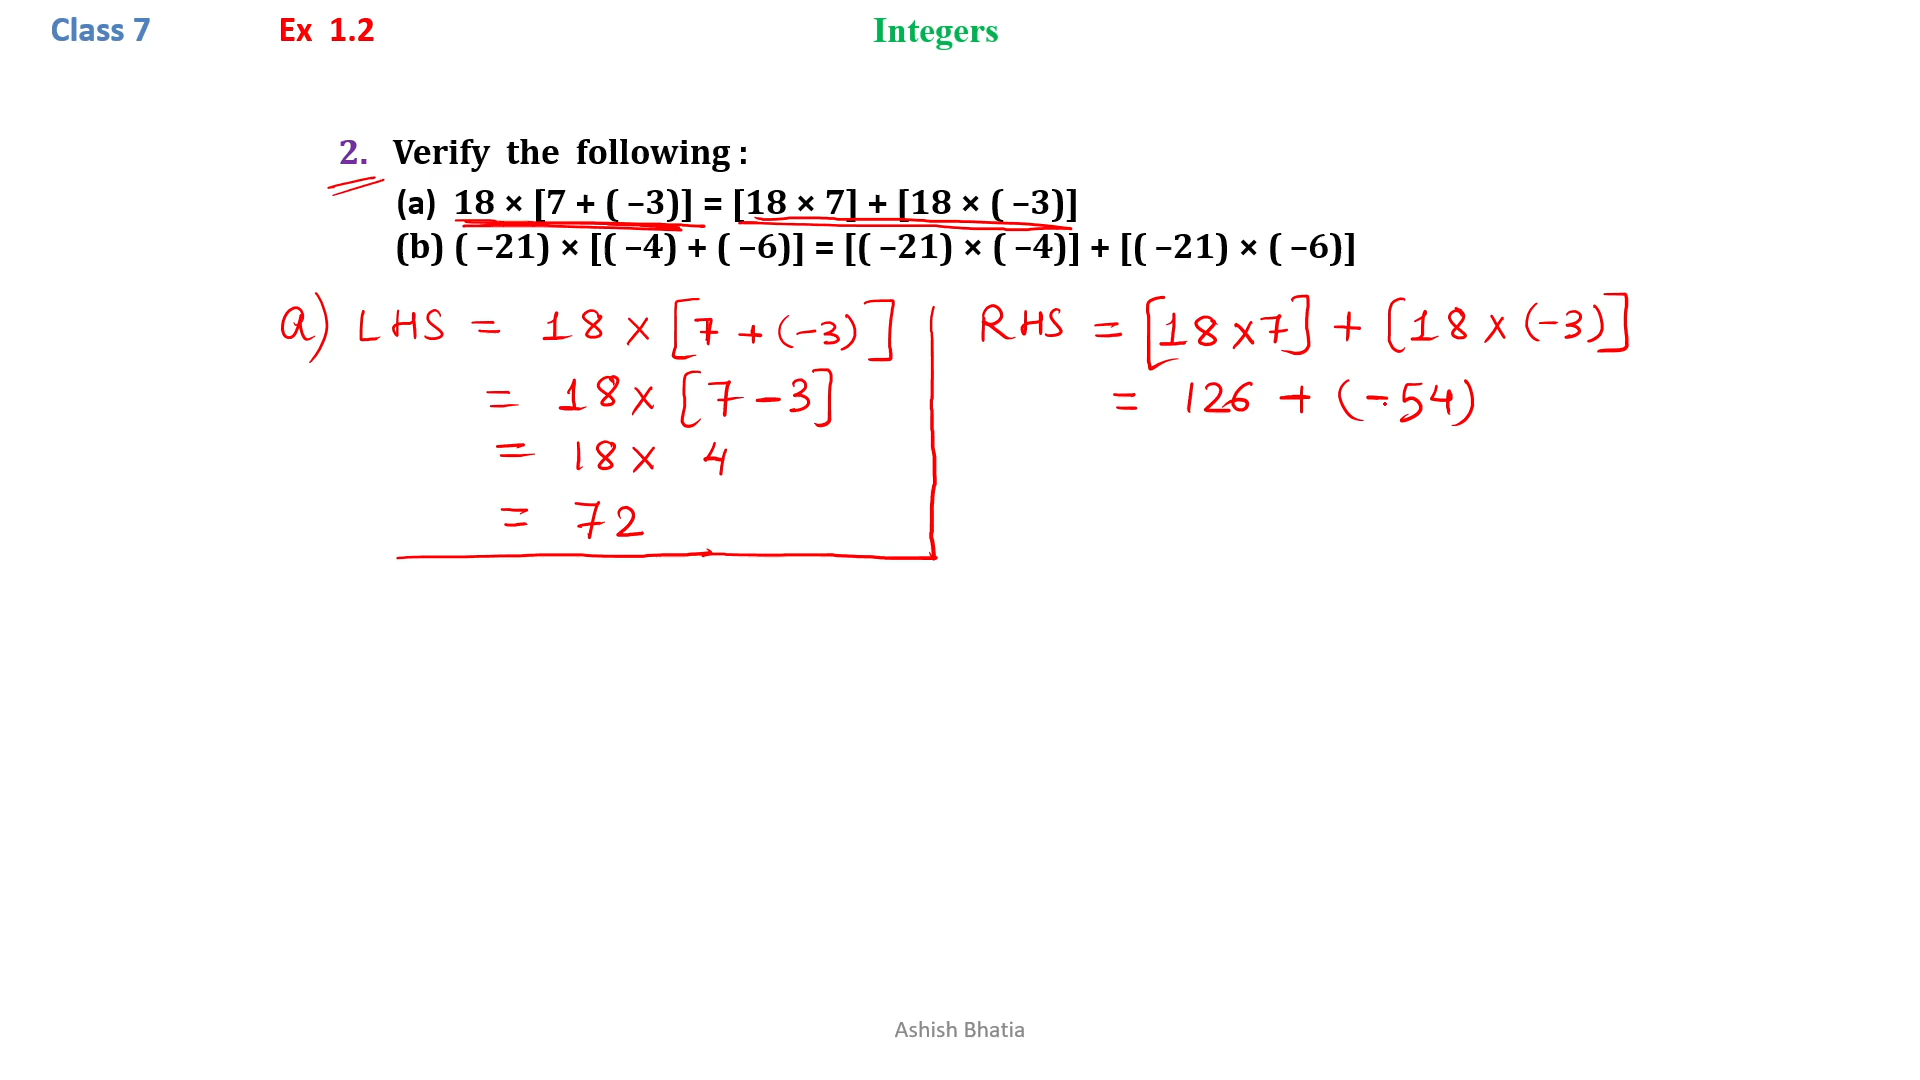 Class 7 Ex 1.2 Integers
2. Verify the following :
(a) 18 × [7 + ( –3)] = [18 × 7] + [18 × ( –3)]
(b) ( –21) × [( –4) + ( –6)] = [( –21) × ( –4)] + [( –21) × ( –6)]
a) LHS = 18 × [7 + (-3)]
= 18 × [7 - 3]
= 18 × 4
= 72
RHS = [18 × 7] + [18 × (-3)]
= 126 + (-54)
Ashish Bhatia